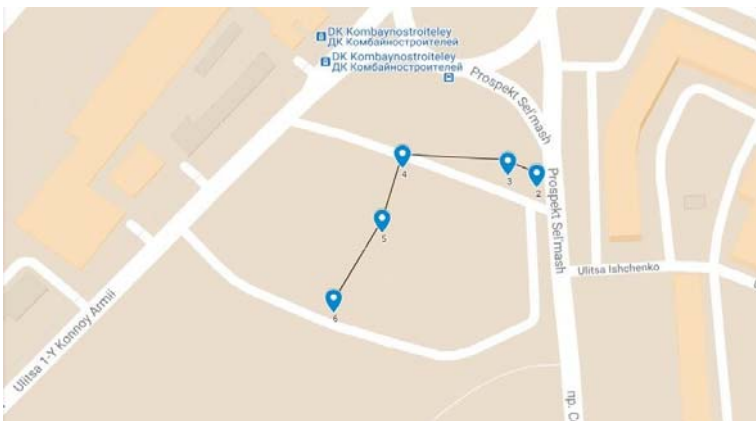 DK Kombaynostroiteley
ДК Комбайностроителей
DK Kombaynostroiteley
ДК Комбайностроителей
Prospekt Sel'mash
4
3
2
Prospekt Sel'mash
5
Ulitsa Ishchenko
6
Ulitsa 1-Y Konnoy Armii
пр. С